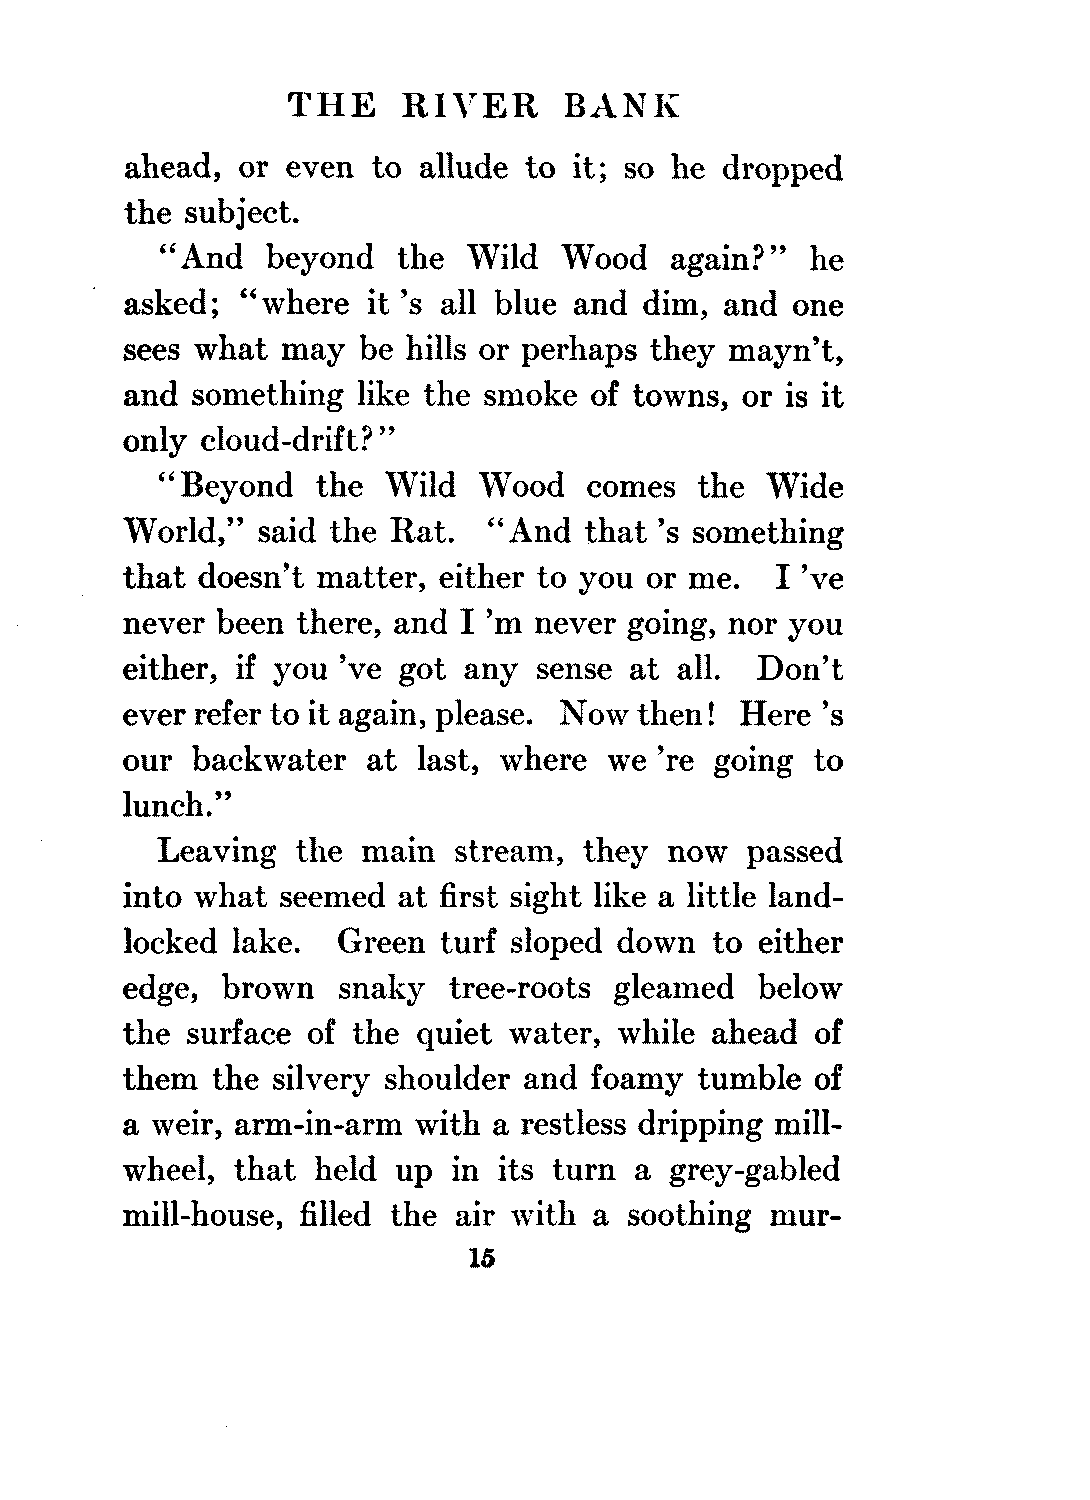 THE RIVER BANK
ahead, or even to allude to it; so he dropped
the subject.
“And beyond the Wild Wood again?” he
asked; “where it ’s all blue and dim, and one
sees what may be hills or perhaps they mayn’t,
and something like the smoke of towns, or is it
only cloud-drift?”
“Beyond the Wild Wood comes the Wide
World,” said the Rat. “And that ’s something
that doesn’t matter, either to you or me. I ’ve
never been there, and I ’m never going, nor you
either, if you ’ve got any sense at all. Don’t
ever refer to it again, please. Now then! Here ’s
our backwater at last, where we ’re going to
lunch.”
Leaving the main stream, they now passed
into what seemed at first sight like a little land-
locked lake. Green turf sloped down to either
edge, brown snaky tree-roots gleamed below
the surface of the quiet water, while ahead of
them the silvery shoulder and foamy tumble of
a weir, arm-in-arm with a restless dripping mill-
wheel, that held up in its turn a grey-gabled
mill-house, filled the air with a soothing mur-
15